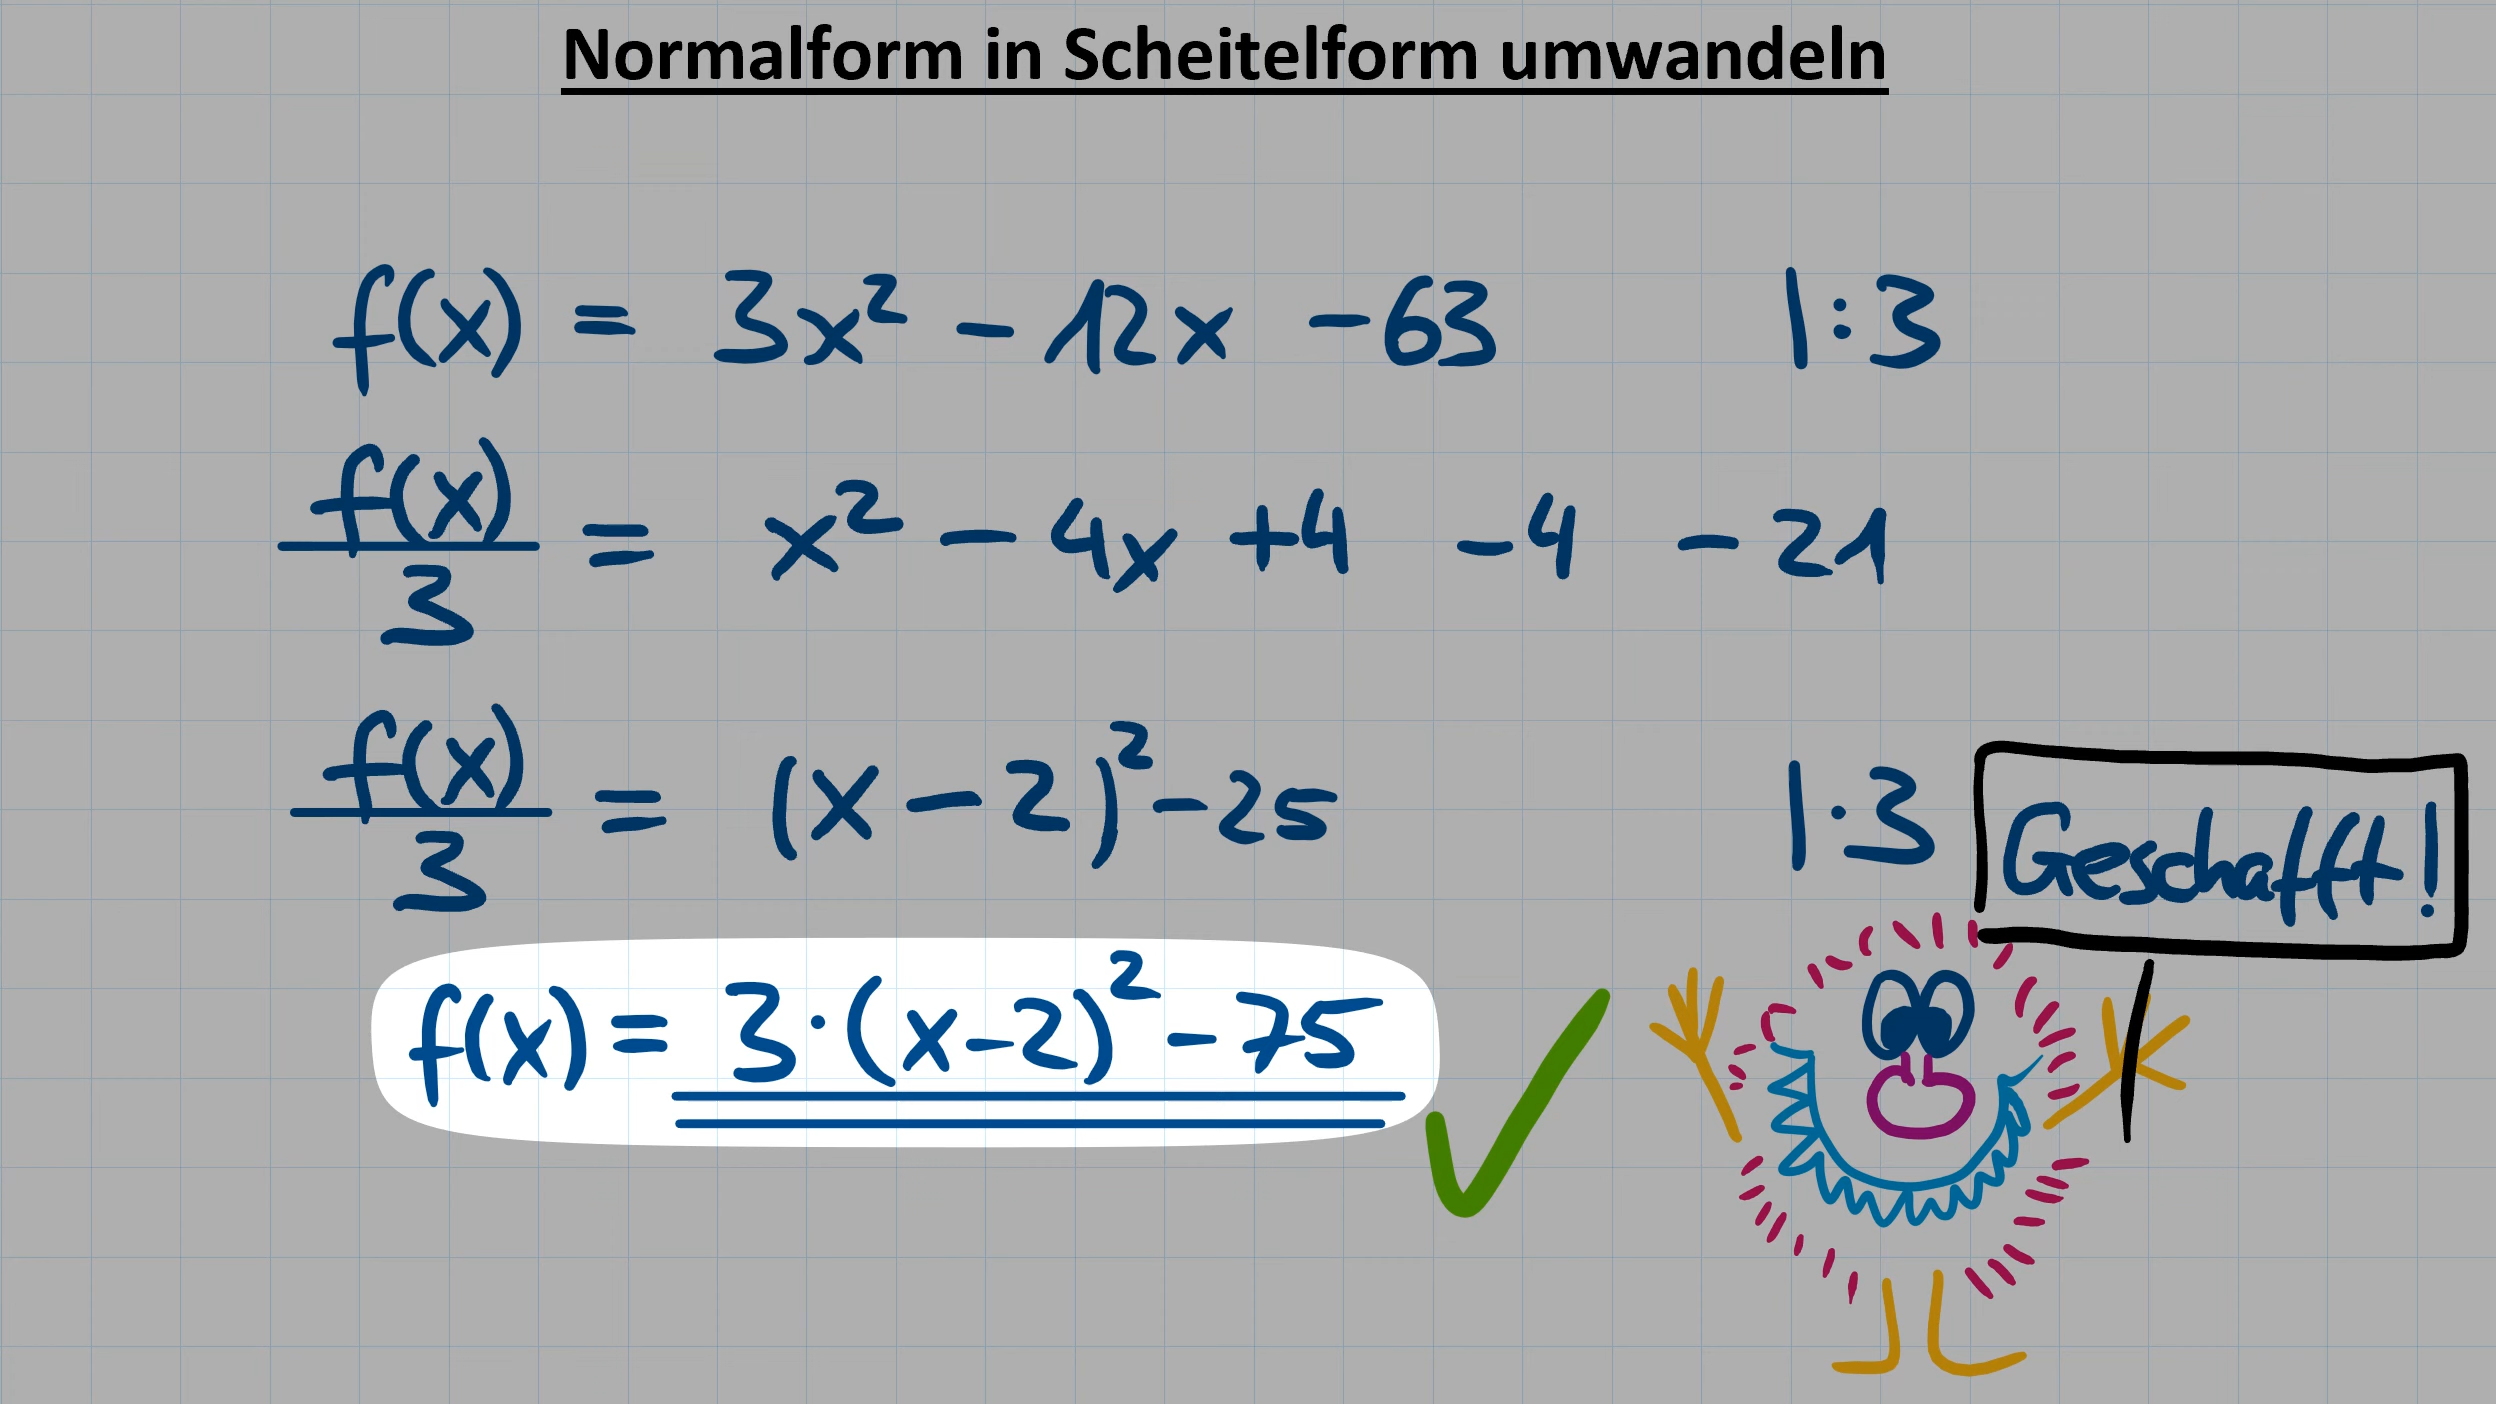 Normalform in Scheitelform umwandeln
f(x) = 3x² - 12x - 63 | : 3
f(x)/3 = x² - 4x + 4 - 4 - 21
f(x)/3 = (x - 2)² - 25 | : 3
Geschafft!
f(x) = 3 · (x - 2)² - 75